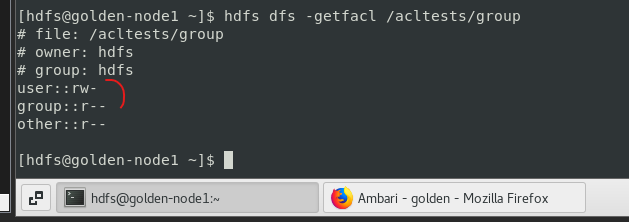 [hdfs@golden-node1 ~]$ hdfs dfs -getfacl /acltests/group
# file: /acltests/group
# owner: hdfs
# group: hdfs
user::rw-
group::r--
other::r--
[hdfs@golden-node1 ~]$
hdfs@golden-node1:~
Ambari - golden - Mozilla Firefox